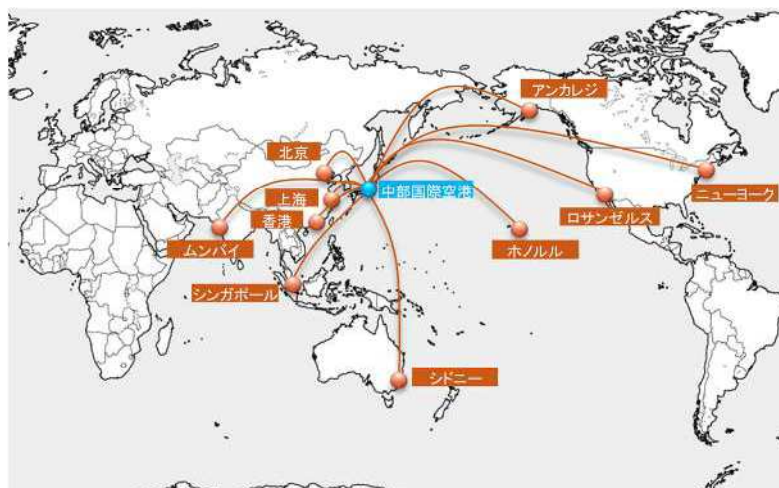 アンカレジ
北京
ニューヨーク
上海
中部国際空港
香港
ロサンゼルス
ムンバイ
ホノルル
シンガポール
シドニー